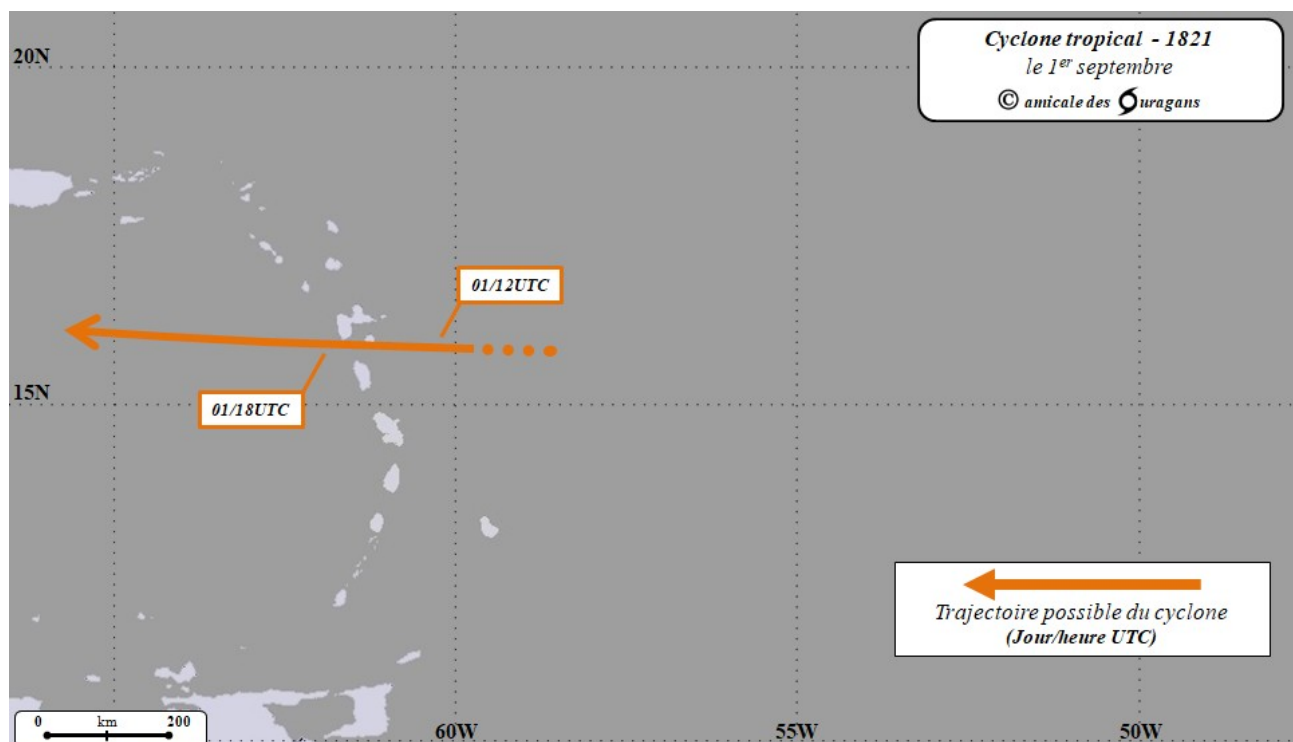 Cyclone tropical - 1821
le 1er septembre
© amicale des Ouragans
20N
01/12UTC
15N
01/18UTC
Trajectoire possible du cyclone
(Jour/heure UTC)
0 km 200
60W 55W 50W